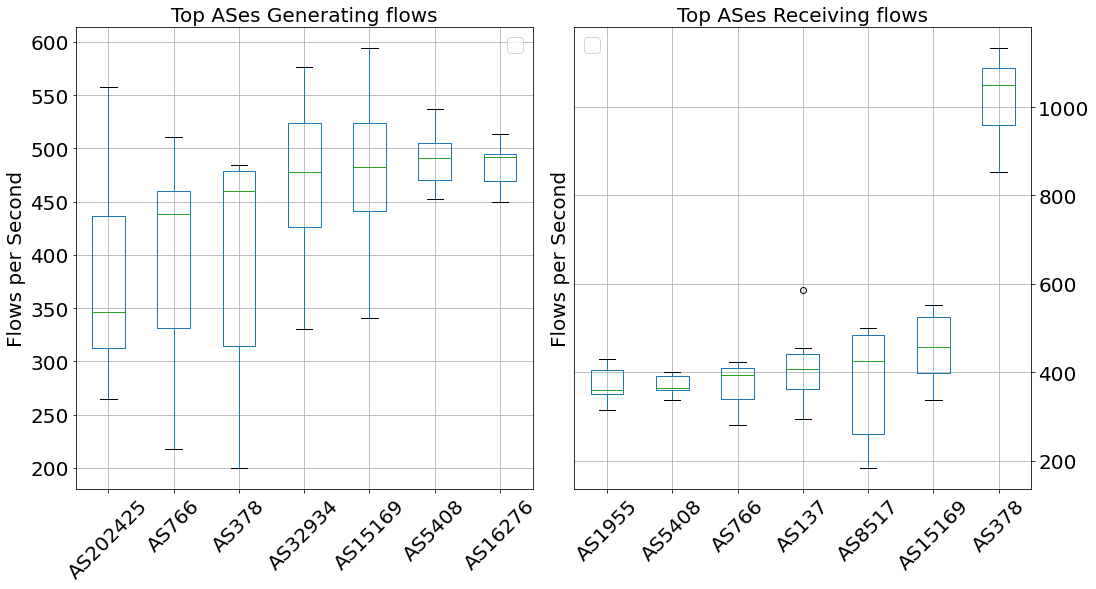 Top ASes Generating flows
Flows per Second
600
550
500
450
400
350
300
250
200
AS202425
AS766
AS378
AS32934
AS15169
AS5408
AS16276
Top ASes Receiving flows
Flows per Second
1000
800
600
400
200
AS1955
AS5408
AS766
AS137
AS8517
AS15169
AS378